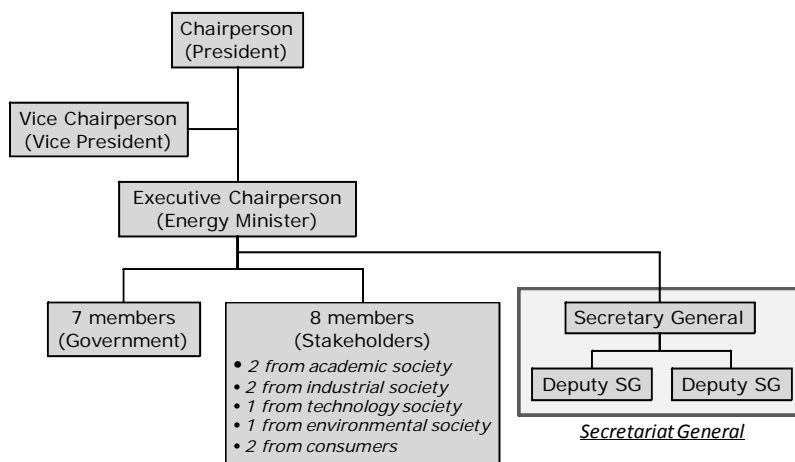 Chairperson
(President)
Vice Chairperson
(Vice President)
Executive Chairperson
(Energy Minister)
7 members
(Government)
8 members
(Stakeholders)
• 2 from academic society
• 2 from industrial society
• 1 from technology society
• 1 from environmental society
• 2 from consumers
Secretary General
Deputy SG
Deputy SG
Secretariat General